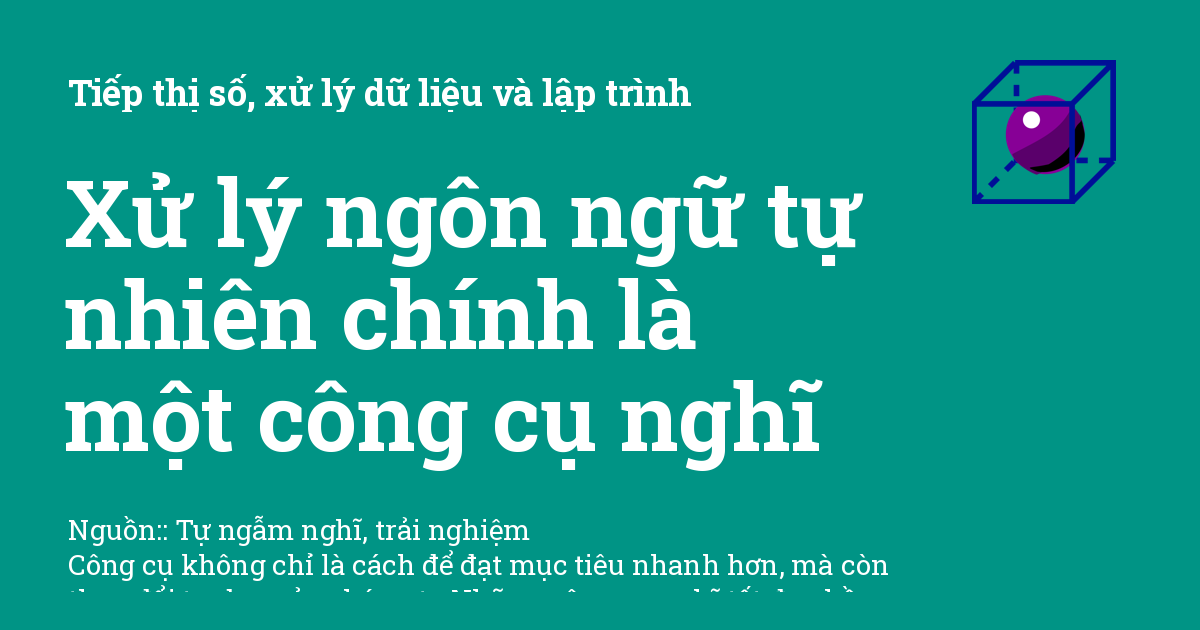 Tiếp thị số, xử lý dữ liệu và lập trình
Xử lý ngôn ngữ tự
nhiên chính là
một công cụ nghĩ
Nguồn:: Tự ngẫm nghĩ, trải nghiệm
Công cụ không chỉ là cách để đạt mục tiêu nhanh hơn, mà còn